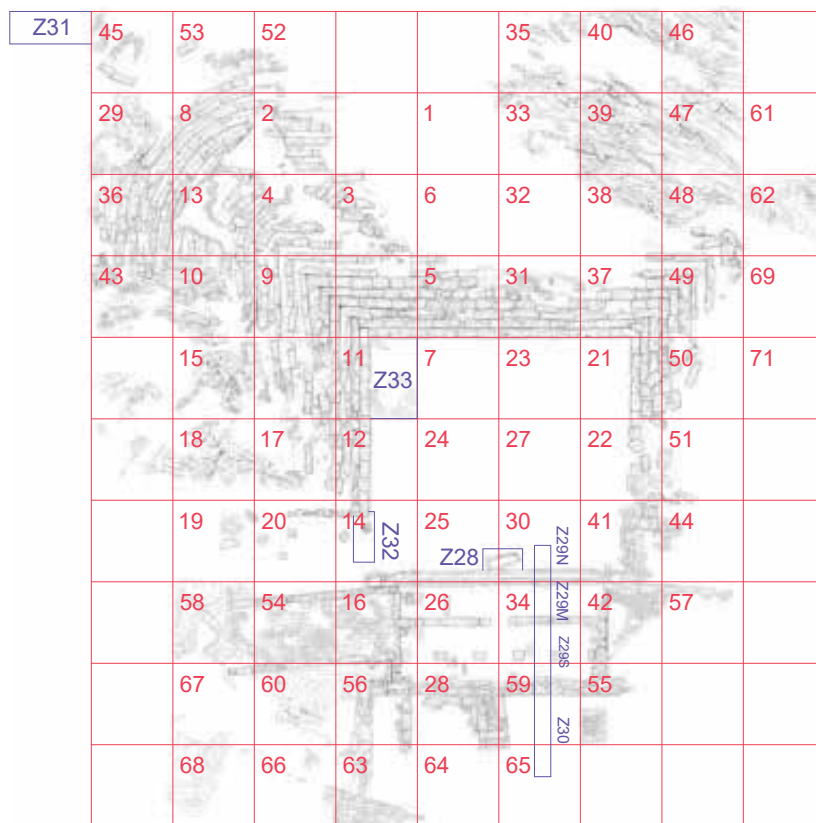 Z31 45 53 52 35 40 46
29 8 2 1 33 39 47 61
36 13 4 3 6 32 38 48 62
43 10 9 5 31 37 49 69
15 11 7 23 21 50 71
Z33
18 17 12 24 27 22 51
19 20 14 25 30 41 44
Z32 Z28 Z29N
58 54 16 26 34 42 57
Z29M
Z29S
67 60 56 28 59 55
Z30
68 66 63 64 65